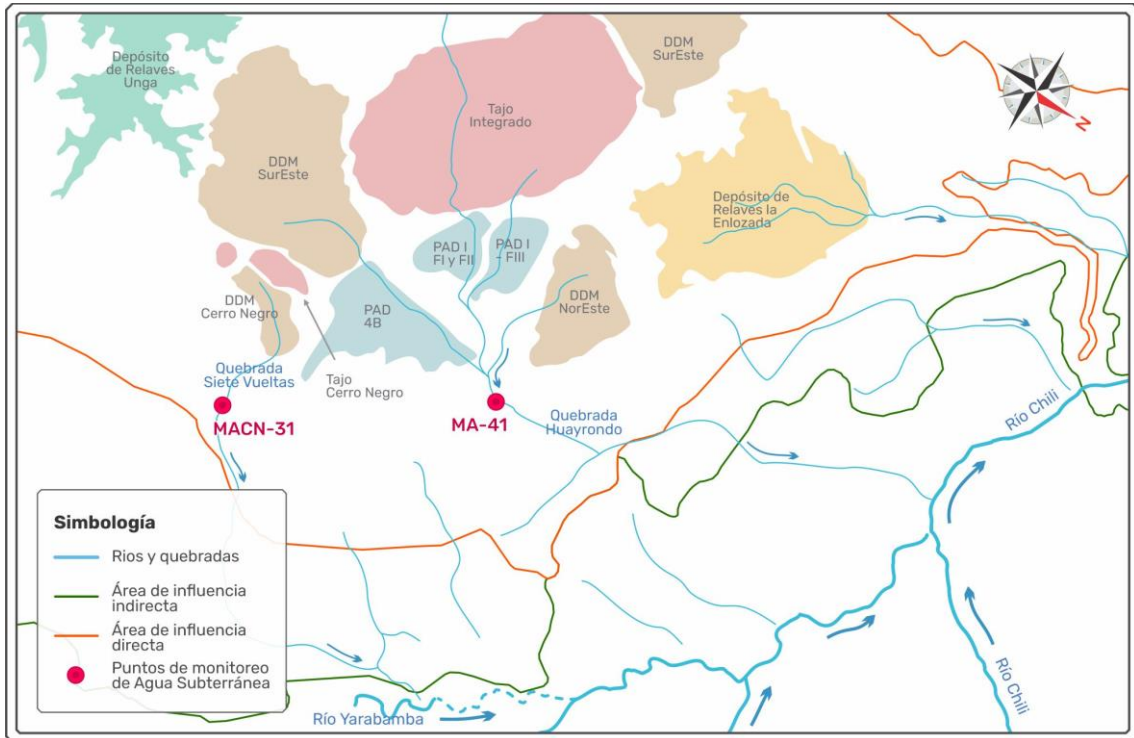 Depósito
de Relaves
Unga
DDM
SurEste
Tajo
Integrado
DDM
SurEste
N
DDM
SurEste
Depósito de
Relaves la
Enlozada
PAD I
FI y FII
PAD I
- FIII
DDM
NorEste
DDM
Cerro Negro
PAD
4B
Tajo
Cerro Negro
Quebrada
Siete Vueltas
MACN-31
MA-41
Quebrada
Huayrondo
Río Chili
Simbología
Rios y quebradas
Área de influencia
indirecta
Área de influencia
directa
Puntos de monitoreo
de Agua Subterránea
Río Yarabamba
Río Chili